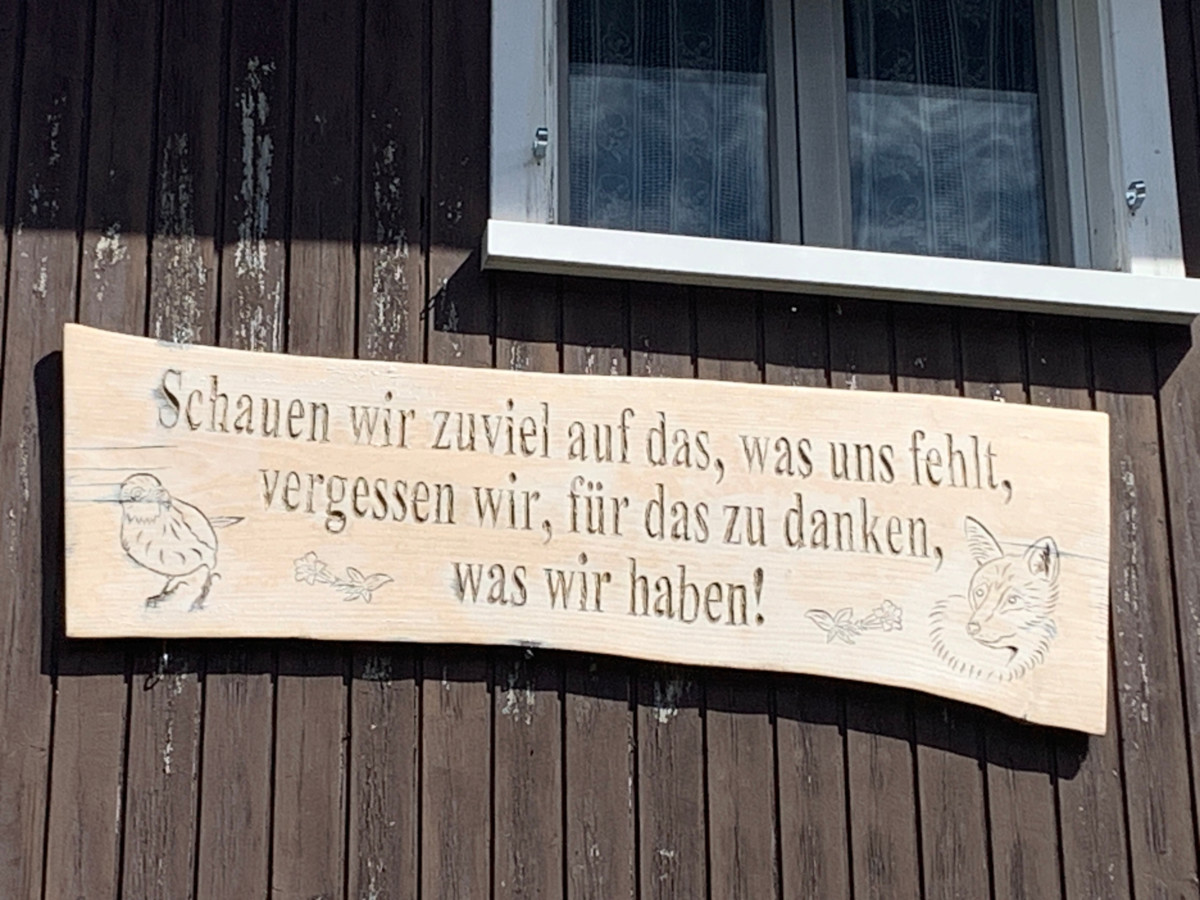 Schauen wir zuviel auf das, was uns fehlt,
vergessen wir, für das zu danken,
was wir haben!